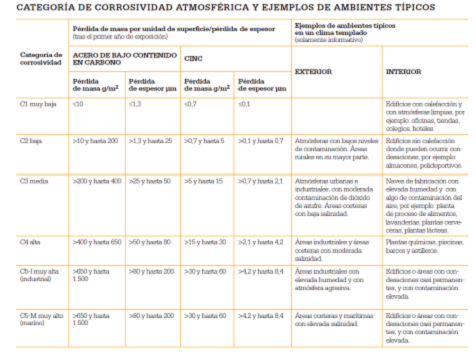 CATEGORÍA DE CORROSIVIDAD ATMOSFÉRICA Y EJEMPLOS DE AMBIENTES TÍPICOS
Categoría de
corrosividad
Pérdida de masa por unidad de superficie/pérdida de espesor
(tras el primer año de exposición)
Ejemplos de ambientes típicos
en un clima templado
(solamente informativo)
ACERO DE BAJO CONTENIDO
EN CARBONO
CINC
EXTERIOR
INTERIOR
Pérdida
de masa g/m²
Pérdida
de espesor µm
Pérdida
de masa g/m²
Pérdida
de espesor µm
C1 muy baja
≤10
≤1,3
≤0,7
≤0,1
Edificios con calefacción y
con atmósferas limpias, por
ejemplo: oficinas, tiendas,
colegios, hoteles.
C2 baja
>10 y hasta 200
>1,3 y hasta 25
>0,7 y hasta 5
>0,1 y hasta 0,7
Atmósferas con bajos niveles
de contaminación. Áreas
rurales en su mayor parte.
Edificios sin calefacción
donde pueden ocurrir con-
densaciones, por ejemplo
almacenes, polideportivos.
C3 media
>200 y hasta 400
>25 y hasta 50
>5 y hasta 15
>0,7 y hasta 2,1
Atmósferas urbanas e
industriales, con moderada
contaminación de dióxido
de azufre. Áreas costeras
con baja salinidad.
Naves de fabricación con
elevada humedad y con
algo de contaminación del
aire, por ejemplo: planta
de proceso de alimentos,
lavanderías, plantas cerve-
ceras, plantas lácteas.
C4 alta
>400 y hasta 650
>50 y hasta 80
>15 y hasta 30
>2,1 y hasta 4,2
Áreas industriales y áreas
costeras con moderada
salinidad.
Plantas químicas, piscinas,
barcos y astilleros.
C5-I muy alta
(industrial)
>650 y hasta
1.500
>80 y hasta 200
>30 y hasta 60
>4,2 y hasta 8,4
Áreas industriales con
elevada humedad y con
atmósfera agresiva.
Edificios o áreas con con-
densaciones casi permanen-
tes, y con contaminación
elevada.
C5-M muy alto
(marino)
>650 y hasta
1.500
>80 y hasta 200
>30 y hasta 60
>4,2 y hasta 8,4
Áreas costeras y marítimas
con elevada salinidad.
Edificios o áreas con con-
densaciones casi permanen-
tes, y con contaminación
elevada.